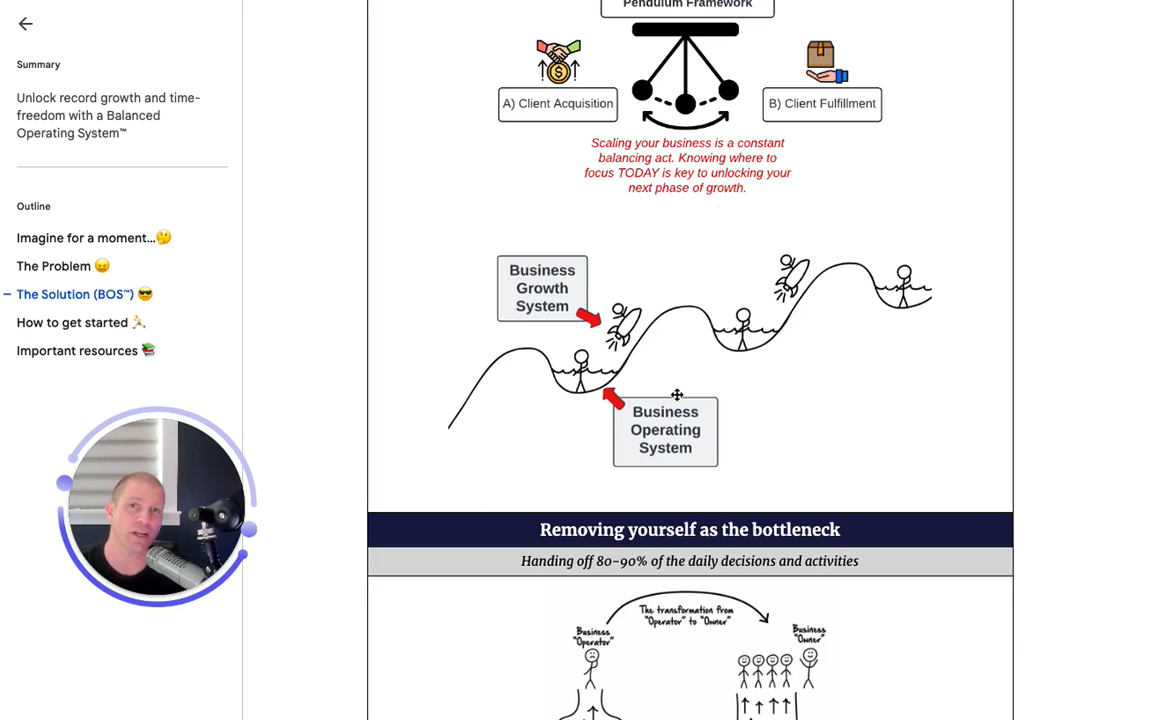 Summary
Unlock record growth and time-
freedom with a Balanced
Operating System™
Outline
Imagine for a moment...🤔
The Problem 😖
The Solution (BOS™) 😎
How to get started 🏃
Important resources 📚
Pendulum Framework
A) Client Acquisition
B) Client Fulfillment
Scaling your business is a constant
balancing act. Knowing where to
focus TODAY is key to unlocking your
next phase of growth.
Business
Growth
System
Business
Operating
System
Removing yourself as the bottleneck
Handing off 80-90% of the daily decisions and activities
The transformation from
"Operator" to "Owner"
Business
"Operator"
Business
"Owner"